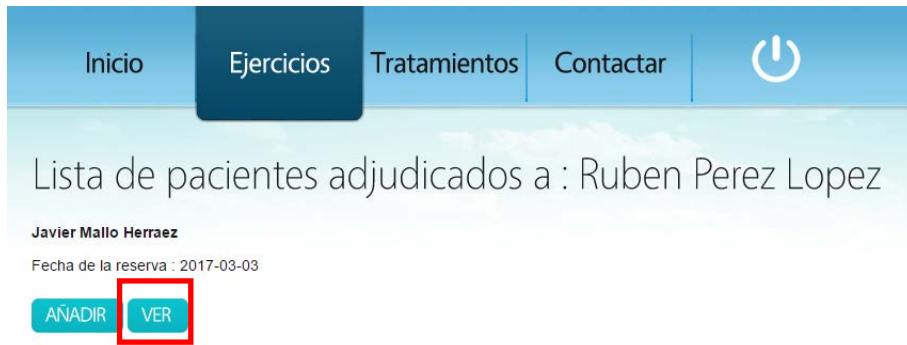 Inicio Ejercicios Tratamientos Contactar
Lista de pacientes adjudicados a : Ruben Perez Lopez
Javier Mallo Herraez
Fecha de la reserva : 2017-03-03
AÑADIR VER